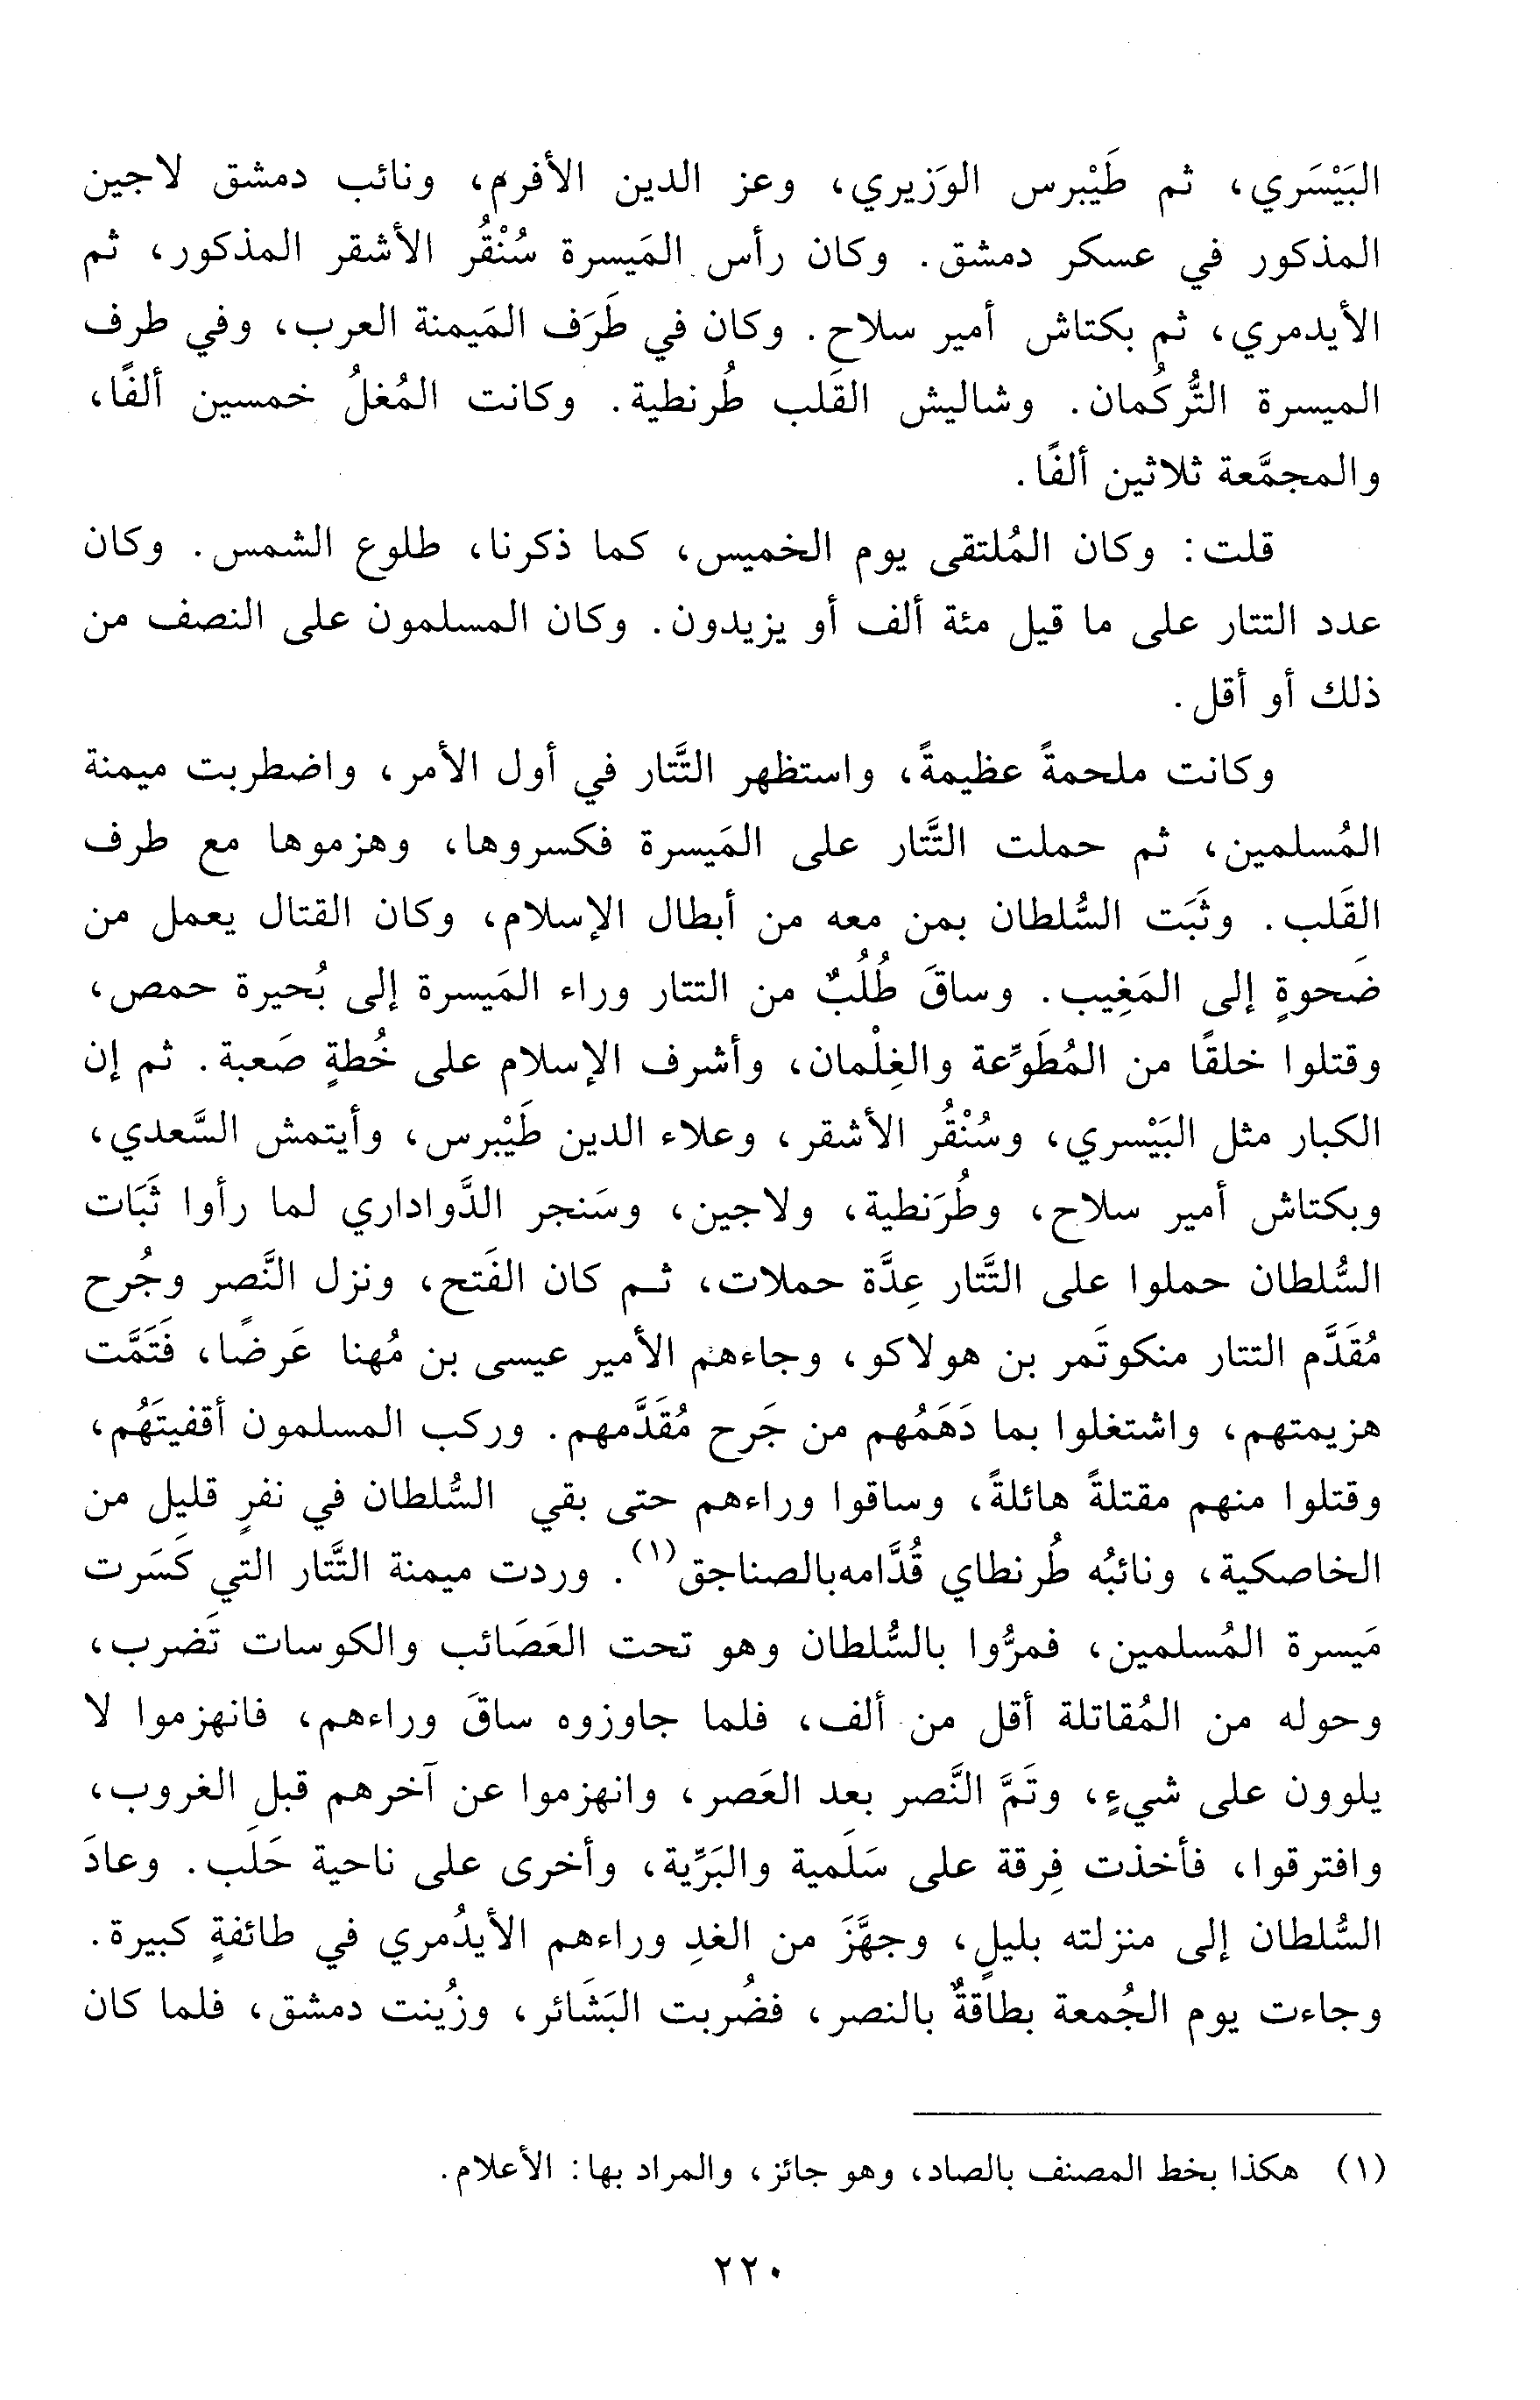 البَيْسَري، ثم طَيْبرس الوَزيري، وعز الدين الأفرم، ونائب دمشق لاجين
المذكور في عسكر دمشق. وكان رأس المَيسرة سُنْقُر الأشقر المذكور، ثم
الأيدمري، ثم بكتاش أمير سلاح. وكان في طَرَف المَيمنة العرب، وفي طرف
الميسرة التُّركُمان. وشاليش القَلب طُرنطية. وكانت المُغلُ خمسين ألفًا،
والمجمَّعة ثلاثين ألفًا.
قلت: وكان المُلتقى يوم الخميس، كما ذكرنا، طلوع الشمس. وكان
عدد التتار على ما قيل مئة ألف أو يزيدون. وكان المسلمون على النصف من
ذلك أو أقل.
وكانت ملحمةً عظيمةً، واستظهر التَّتار في أول الأمر، واضطربت ميمنة
المُسلمين، ثم حملت التَّتار على المَيسرة فكسروها، وهزموها مع طرف
القَلب. وثَبَت السُّلطان بمن معه من أبطال الإسلام، وكان القتال يعمل من
ضَحوةٍ إلى المَغِيب. وساقَ طُلُبٌ من التتار وراء المَيسرة إلى بُحيرة حمص،
وقتلوا خلقًا من المُطَوِّعة والغِلْمان، وأشرف الإسلام على خُطةٍ صَعبة. ثم إن
الكبار مثل البَيْسري، وسُنْقُر الأشقر، وعلاء الدين طَيْبرس، وأيتمش السَّعدي،
وبكتاش أمير سلاح، وطُرَنطية، ولاجين، وسَنجر الدَّواداري لما رأوا ثَبَات
السُّلطان حملوا على التَّتار عِدَّة حملات، ثم كان الفَتح، ونزل النَّصر وجُرح
مُقَدَّم التتار منكوتَمر بن هولاكو، وجاءهم الأمير عيسى بن مُهنا عَرضًا، فَتَمَّت
هزيمتهم، واشتغلوا بما دَهَمُهم من جَرح مُقَدَّمهم. وركب المسلمون أقفيتَهُم،
وقتلوا منهم مقتلةً هائلةً، وساقوا وراءهم حتى بقي السُّلطان في نفرٍ قليل من
الخاصكية، ونائبُه طُرنطاي قُدَّامه بالصناجق(١). وردت ميمنة التَّتار التي كَسَرت
مَيسرة المُسلمين، فمرُّوا بالسُّلطان وهو تحت العَصَائب والكوسات تَضرب،
وحوله من المُقاتلة أقل من ألف، فلما جاوزوه ساقَ وراءهم، فانهزموا لا
يلوون على شيءٍ، وتَمَّ النَّصر بعد العَصر، وانهزموا عن آخرهم قبل الغروب،
وافترقوا، فأخذت فِرقة على سَلَمية والبَرِّية، وأخرى على ناحية حَلَب. وعادَ
السُّلطان إلى منزلته بليلٍ، وجهَّزَ من الغدِ وراءهم الأيدُمري في طائفةٍ كبيرة.
وجاءت يوم الجُمعة بطاقةٌ بالنصر، فضُربت البَشَائر، وزُينت دمشق، فلما كان
(١) هكذا بخط المصنف بالصاد، وهو جائز، والمراد بها: الأعلام.
٢٢٠